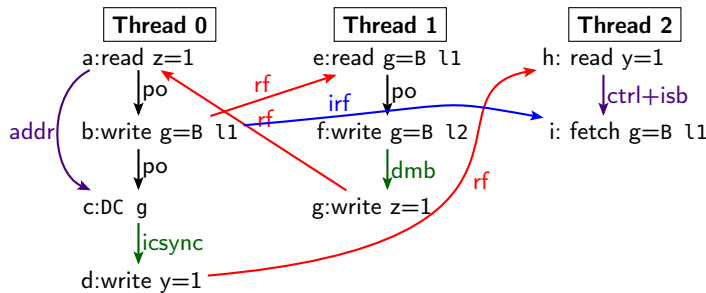 Thread 0
Thread 1
Thread 2
a:read z=1
e:read g=B l1
h: read y=1
po
rf
po
ctrl+isb
addr
rf
irf
b:write g=B l1
f:write g=B l2
i: fetch g=B l1
po
dmb
rf
c:DC g
g:write z=1
icsync
d:write y=1